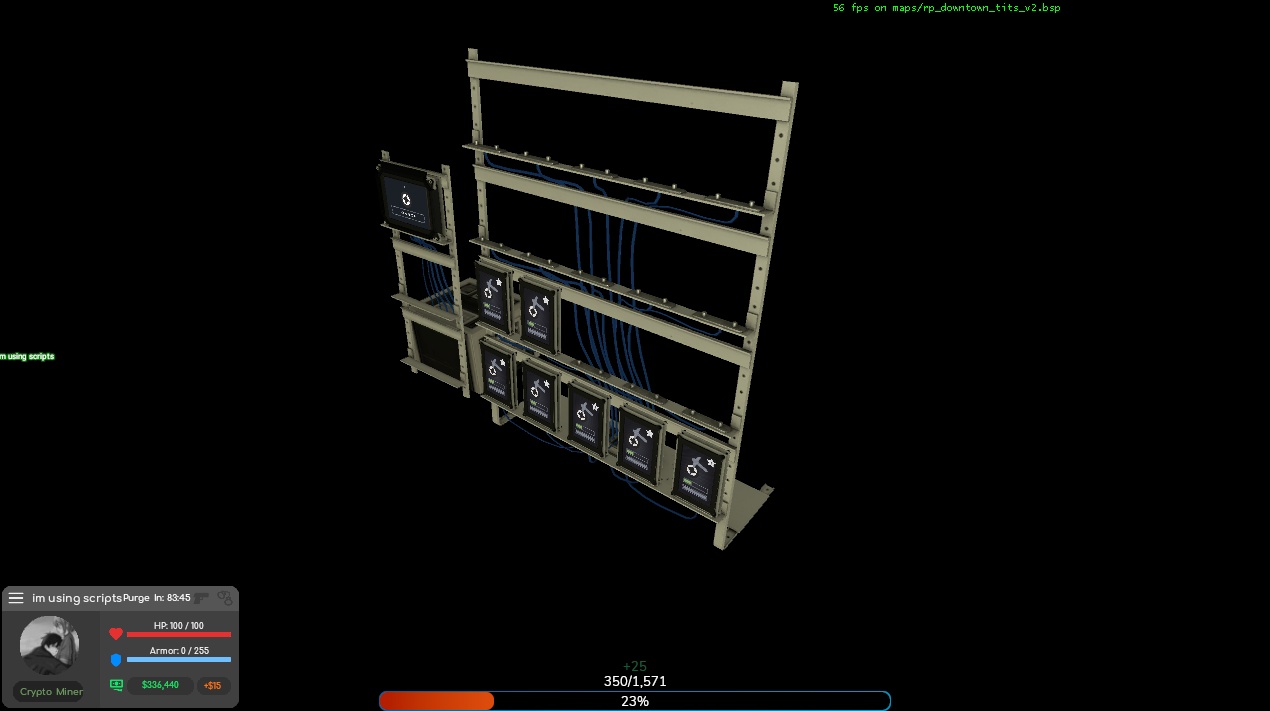 56 fps on maps/rp_downtown_tits_v2.bsp
m using scripts
im using scripts Purge In: 83:45
HP: 100 / 100
Armor: 0 / 255
Crypto Miner
$336,440
+$15
+25
350/1,571
23%